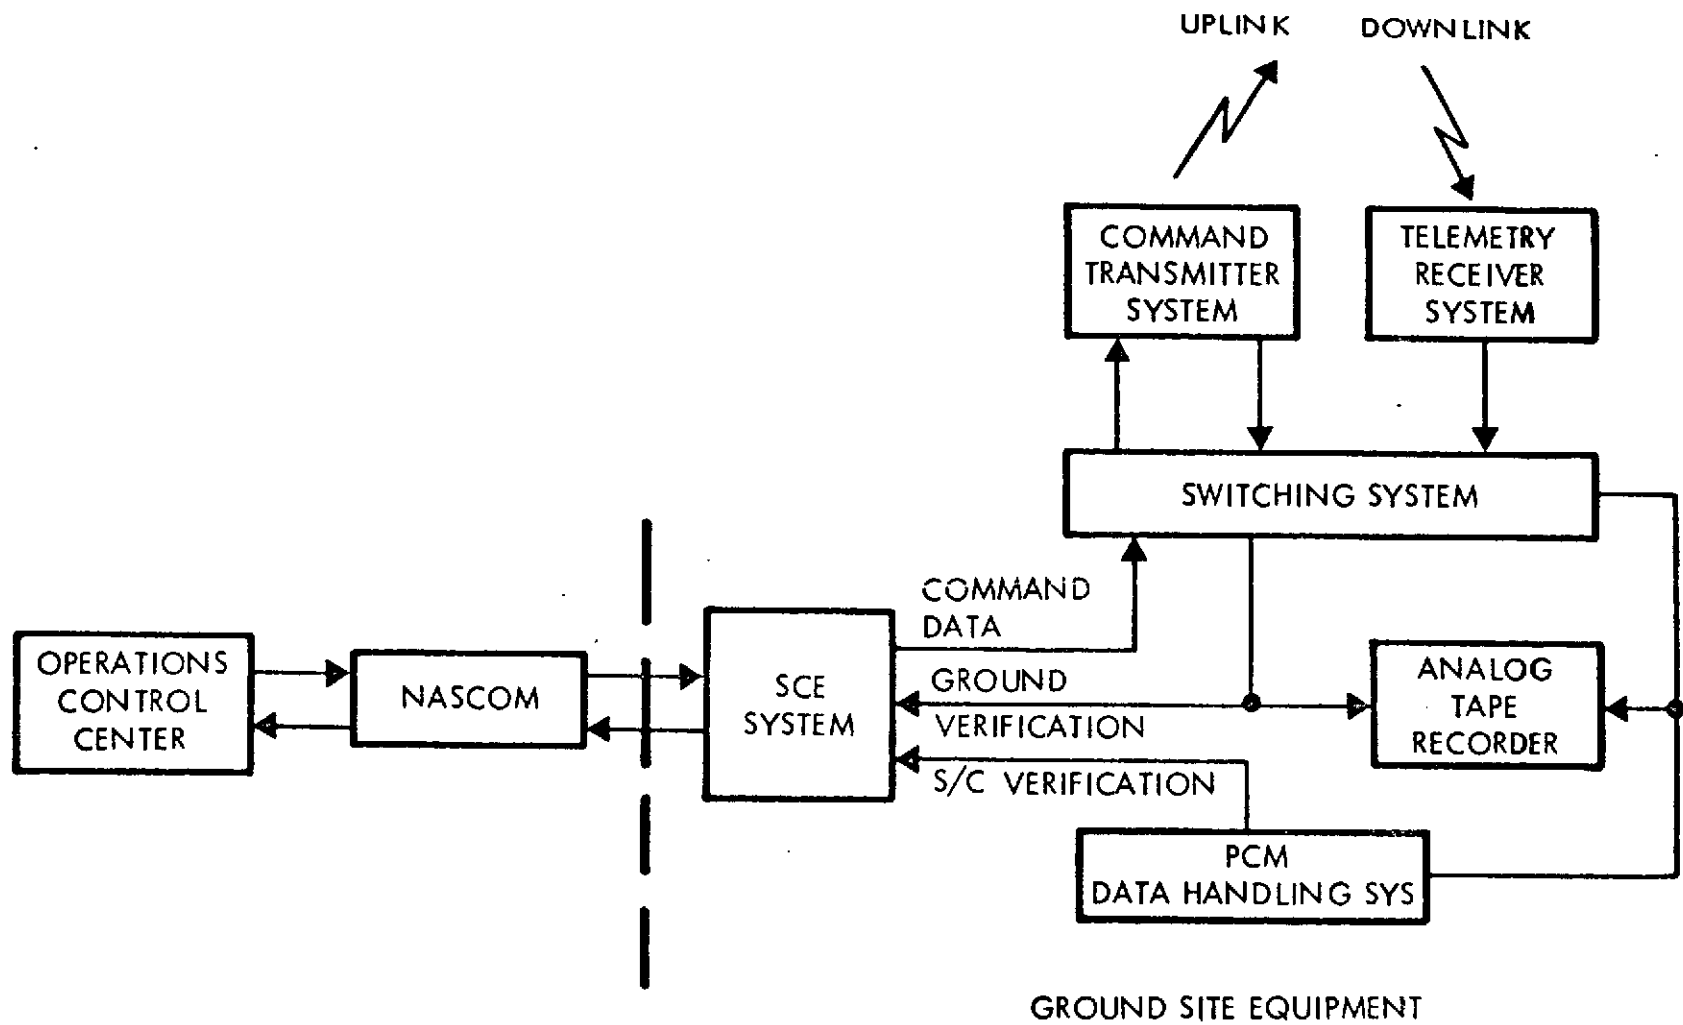 UPLINK
DOWNLINK
COMMAND
TRANSMITTER
SYSTEM
TELEMETRY
RECEIVER
SYSTEM
SWITCHING SYSTEM
COMMAND
DATA
OPERATIONS
CONTROL
CENTER
NASCOM
SCE
SYSTEM
GROUND
VERIFICATION
S/C VERIFICATION
ANALOG
TAPE
RECORDER
PCM
DATA HANDLING SYS
GROUND SITE EQUIPMENT